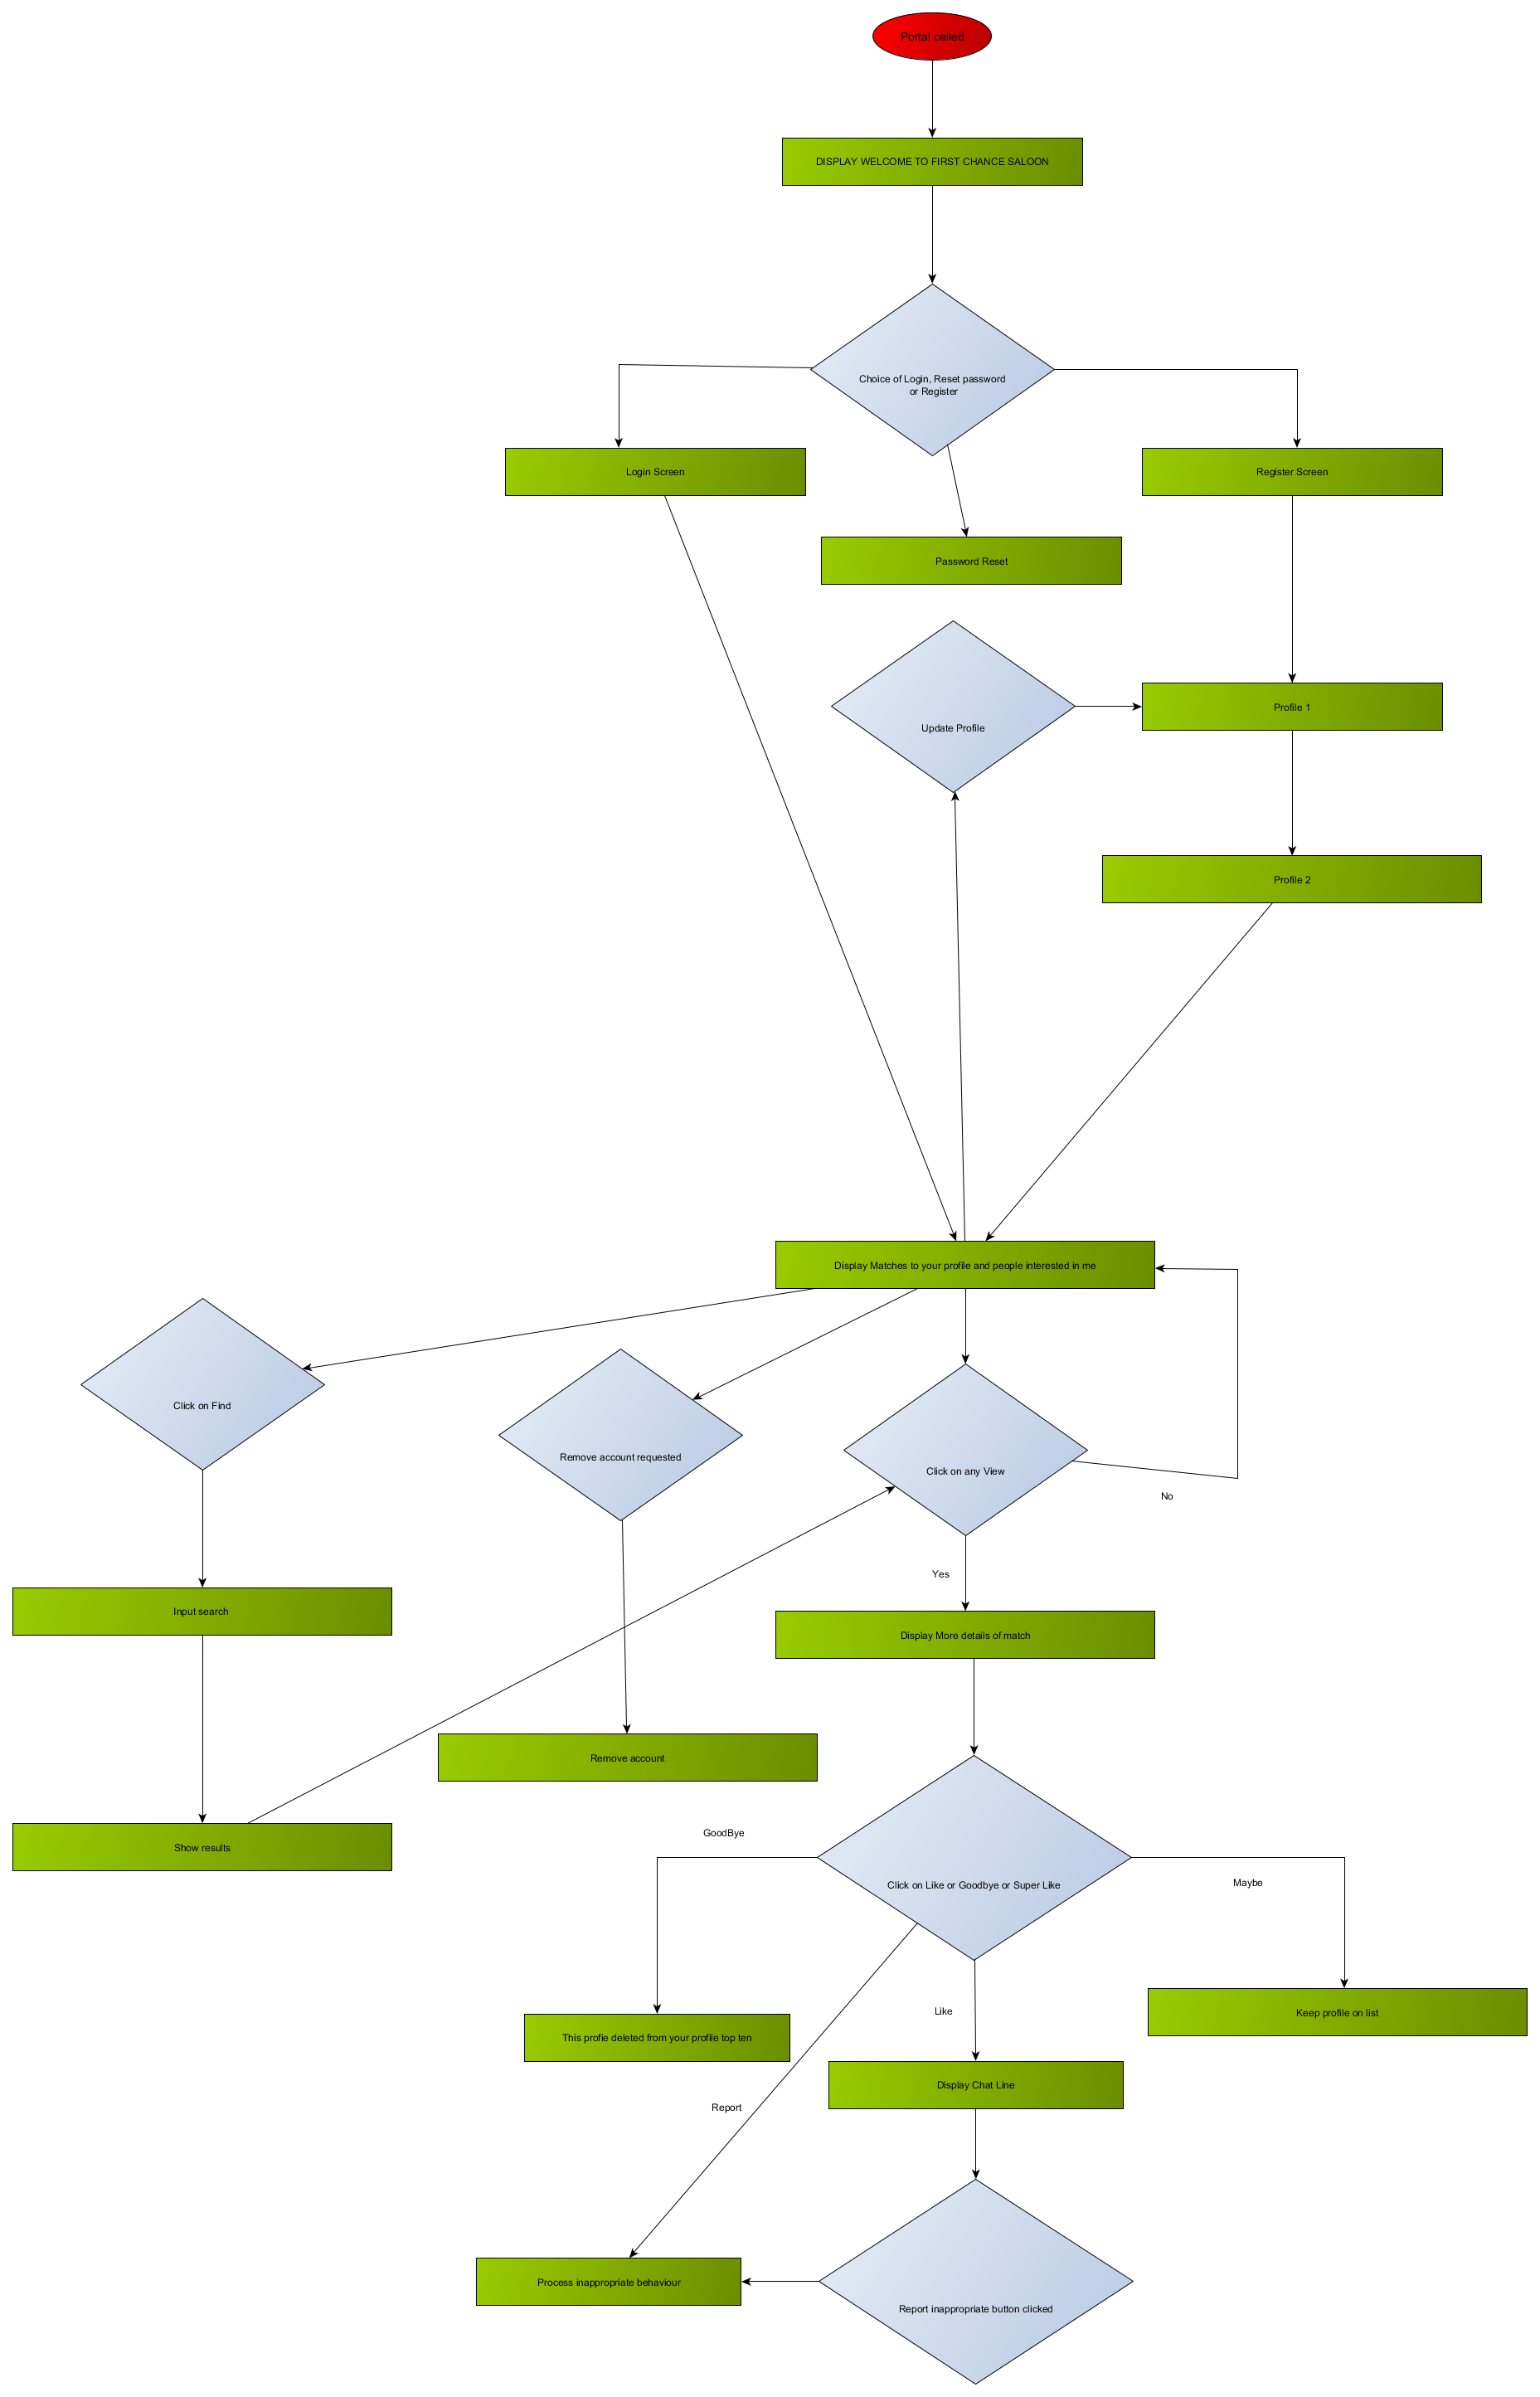 Portal called
DISPLAY WELCOME TO FIRST CHANCE SALOON
Choice of Login, Reset password
or Register
Login Screen
Register Screen
Password Reset
Update Profile
Profile 1
Profile 2
Display Matches to your profile and people interested in me
Click on Find
Remove account requested
Click on any View
No
Yes
Input search
Display More details of match
Remove account
Show results
GoodBye
Click on Like or Goodbye or Super Like
Maybe
Like
Keep profile on list
This profie deleted from your profile top ten
Display Chat Line
Report
Process inappropriate behaviour
Report inappropriate button clicked